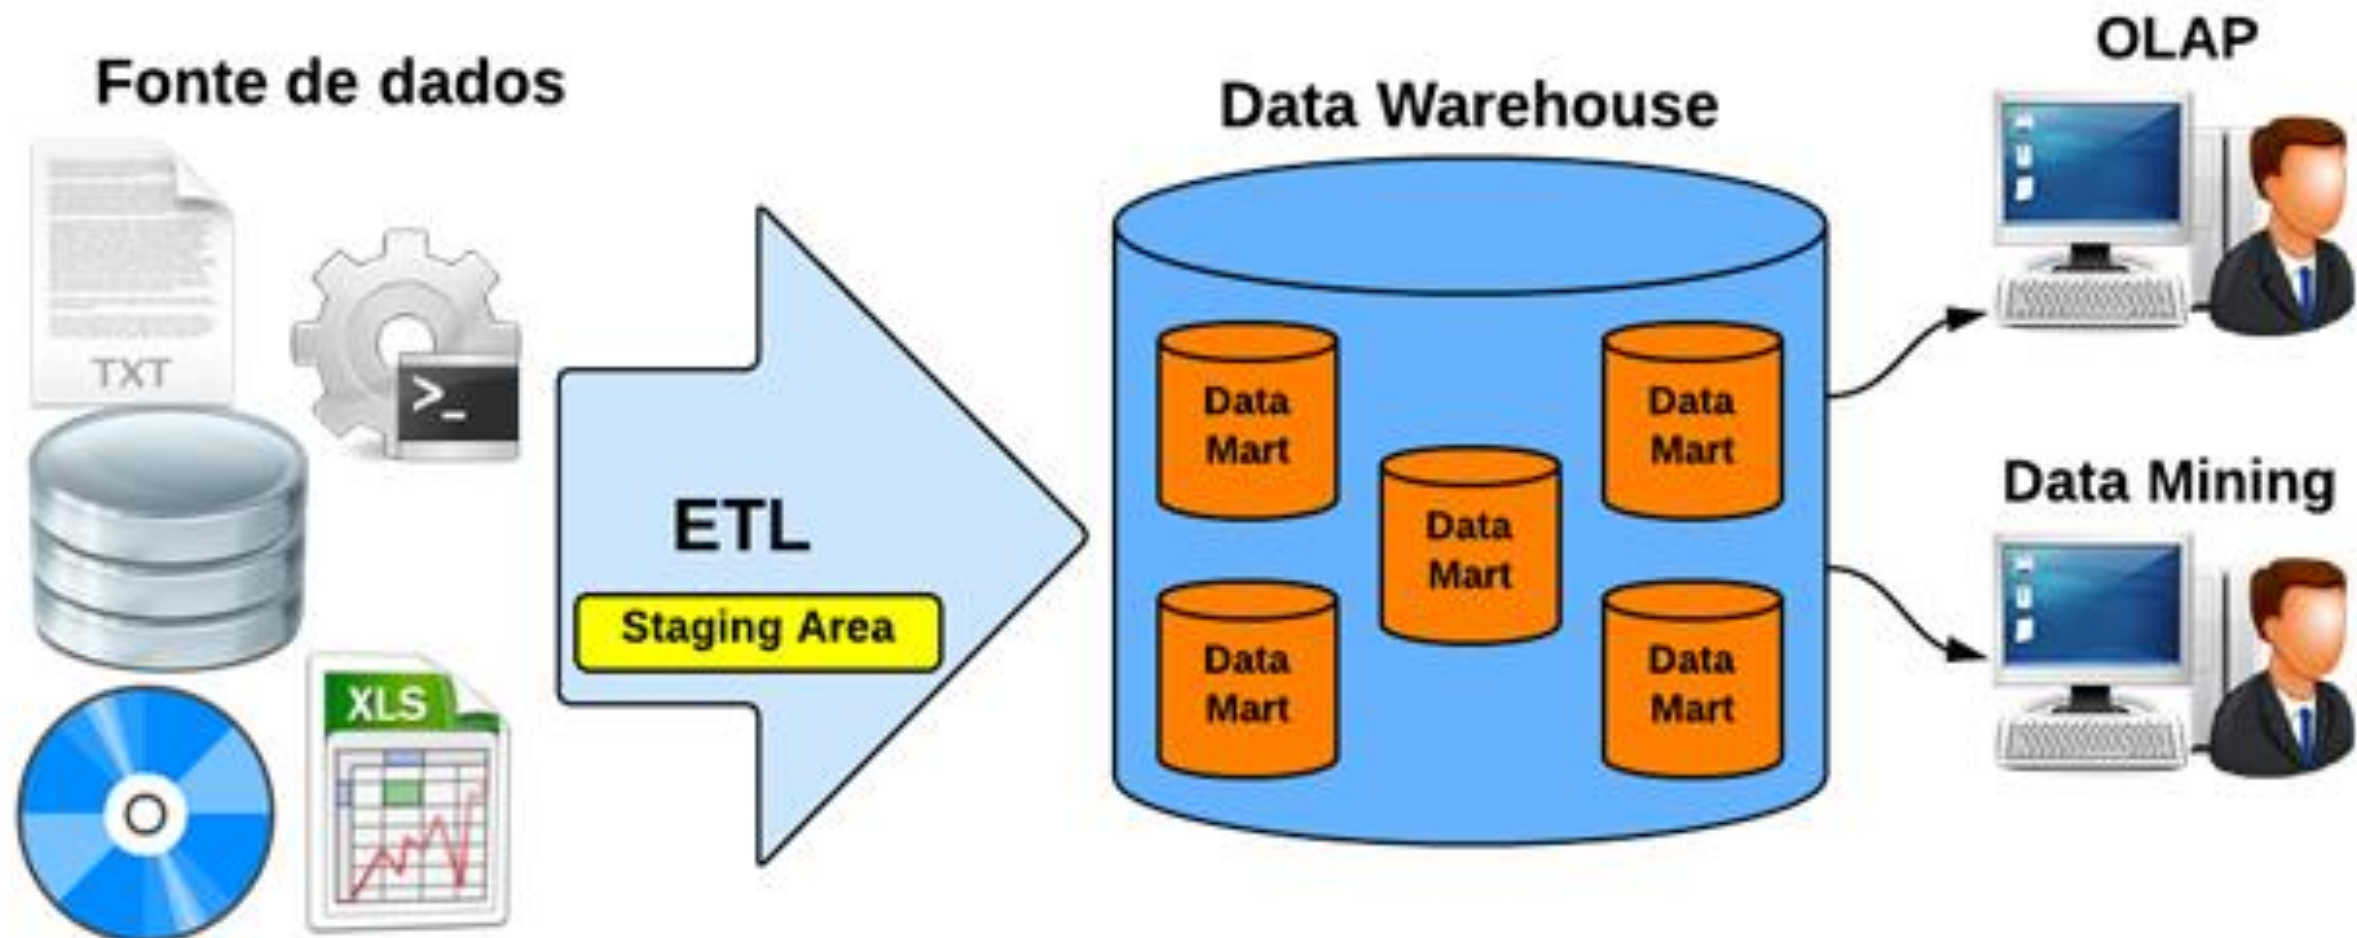 Fonte de dados
TXT
>_
XLS
ETL
Staging Area
Data Warehouse
Data
Mart
Data
Mart
Data
Mart
Data
Mart
Data
Mart
OLAP
Data Mining